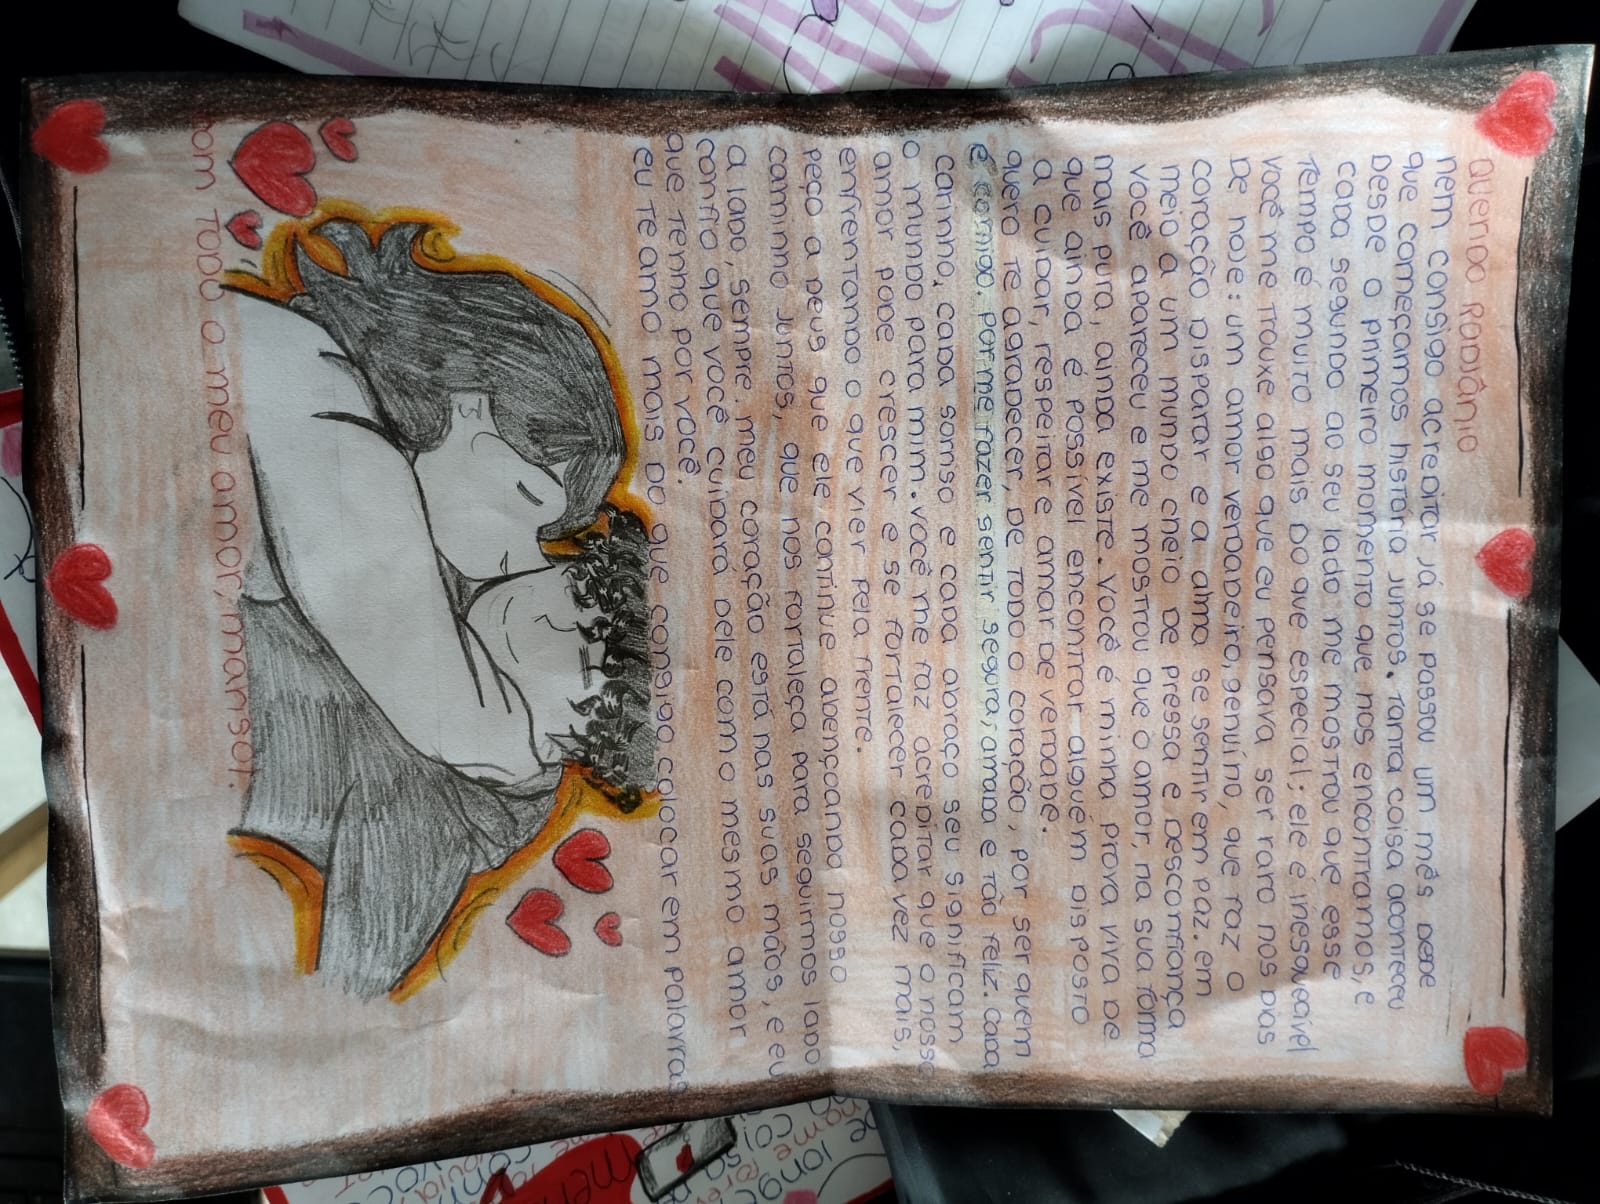 QUERIDO RODJÂNIO
nem consigo acreditar já se passou um mês desde
que começamos história juntos. tanta coisa aconteceu
desde o primeiro momento que nos encontramos, e
cada segundo ao seu lado me mostrou que esse
tempo é muito mais do que especial; ele é inesquecível
você me trouxe algo que eu pensava ser raro nos dias
de hoje: um amor verdadeiro, genuíno, que faz o
coração disparar e a alma se sentir em paz. em
meio a um mundo cheio de pressa e desconfiança
você apareceu e me mostrou que o amor, na sua forma
mais pura, ainda existe. você é minha prova viva de
que ainda é possível encontrar alguém disposto
a cuidar, respeitar e amar de verdade.
quero te agradecer, de todo o coração, por ser quem
é comigo. por me fazer sentir segura, amada e tão feliz. cada
carinho, cada sorriso e cada abraço seu significam
o mundo para mim. você me faz acreditar que o nosso
amor pode crescer e se fortalecer cada vez mais,
enfrentando o que vier pela frente.
peço a deus que ele continue abençoando nosso
caminho juntos, que nos fortaleça para seguirmos lado
a lado, sempre. meu coração está nas suas mãos, e eu
confio que você cuidará dele com o mesmo amor
que tenho por você.
eu te amo mais do que consigo colocar em palavras
com todo o meu amor, mansat.